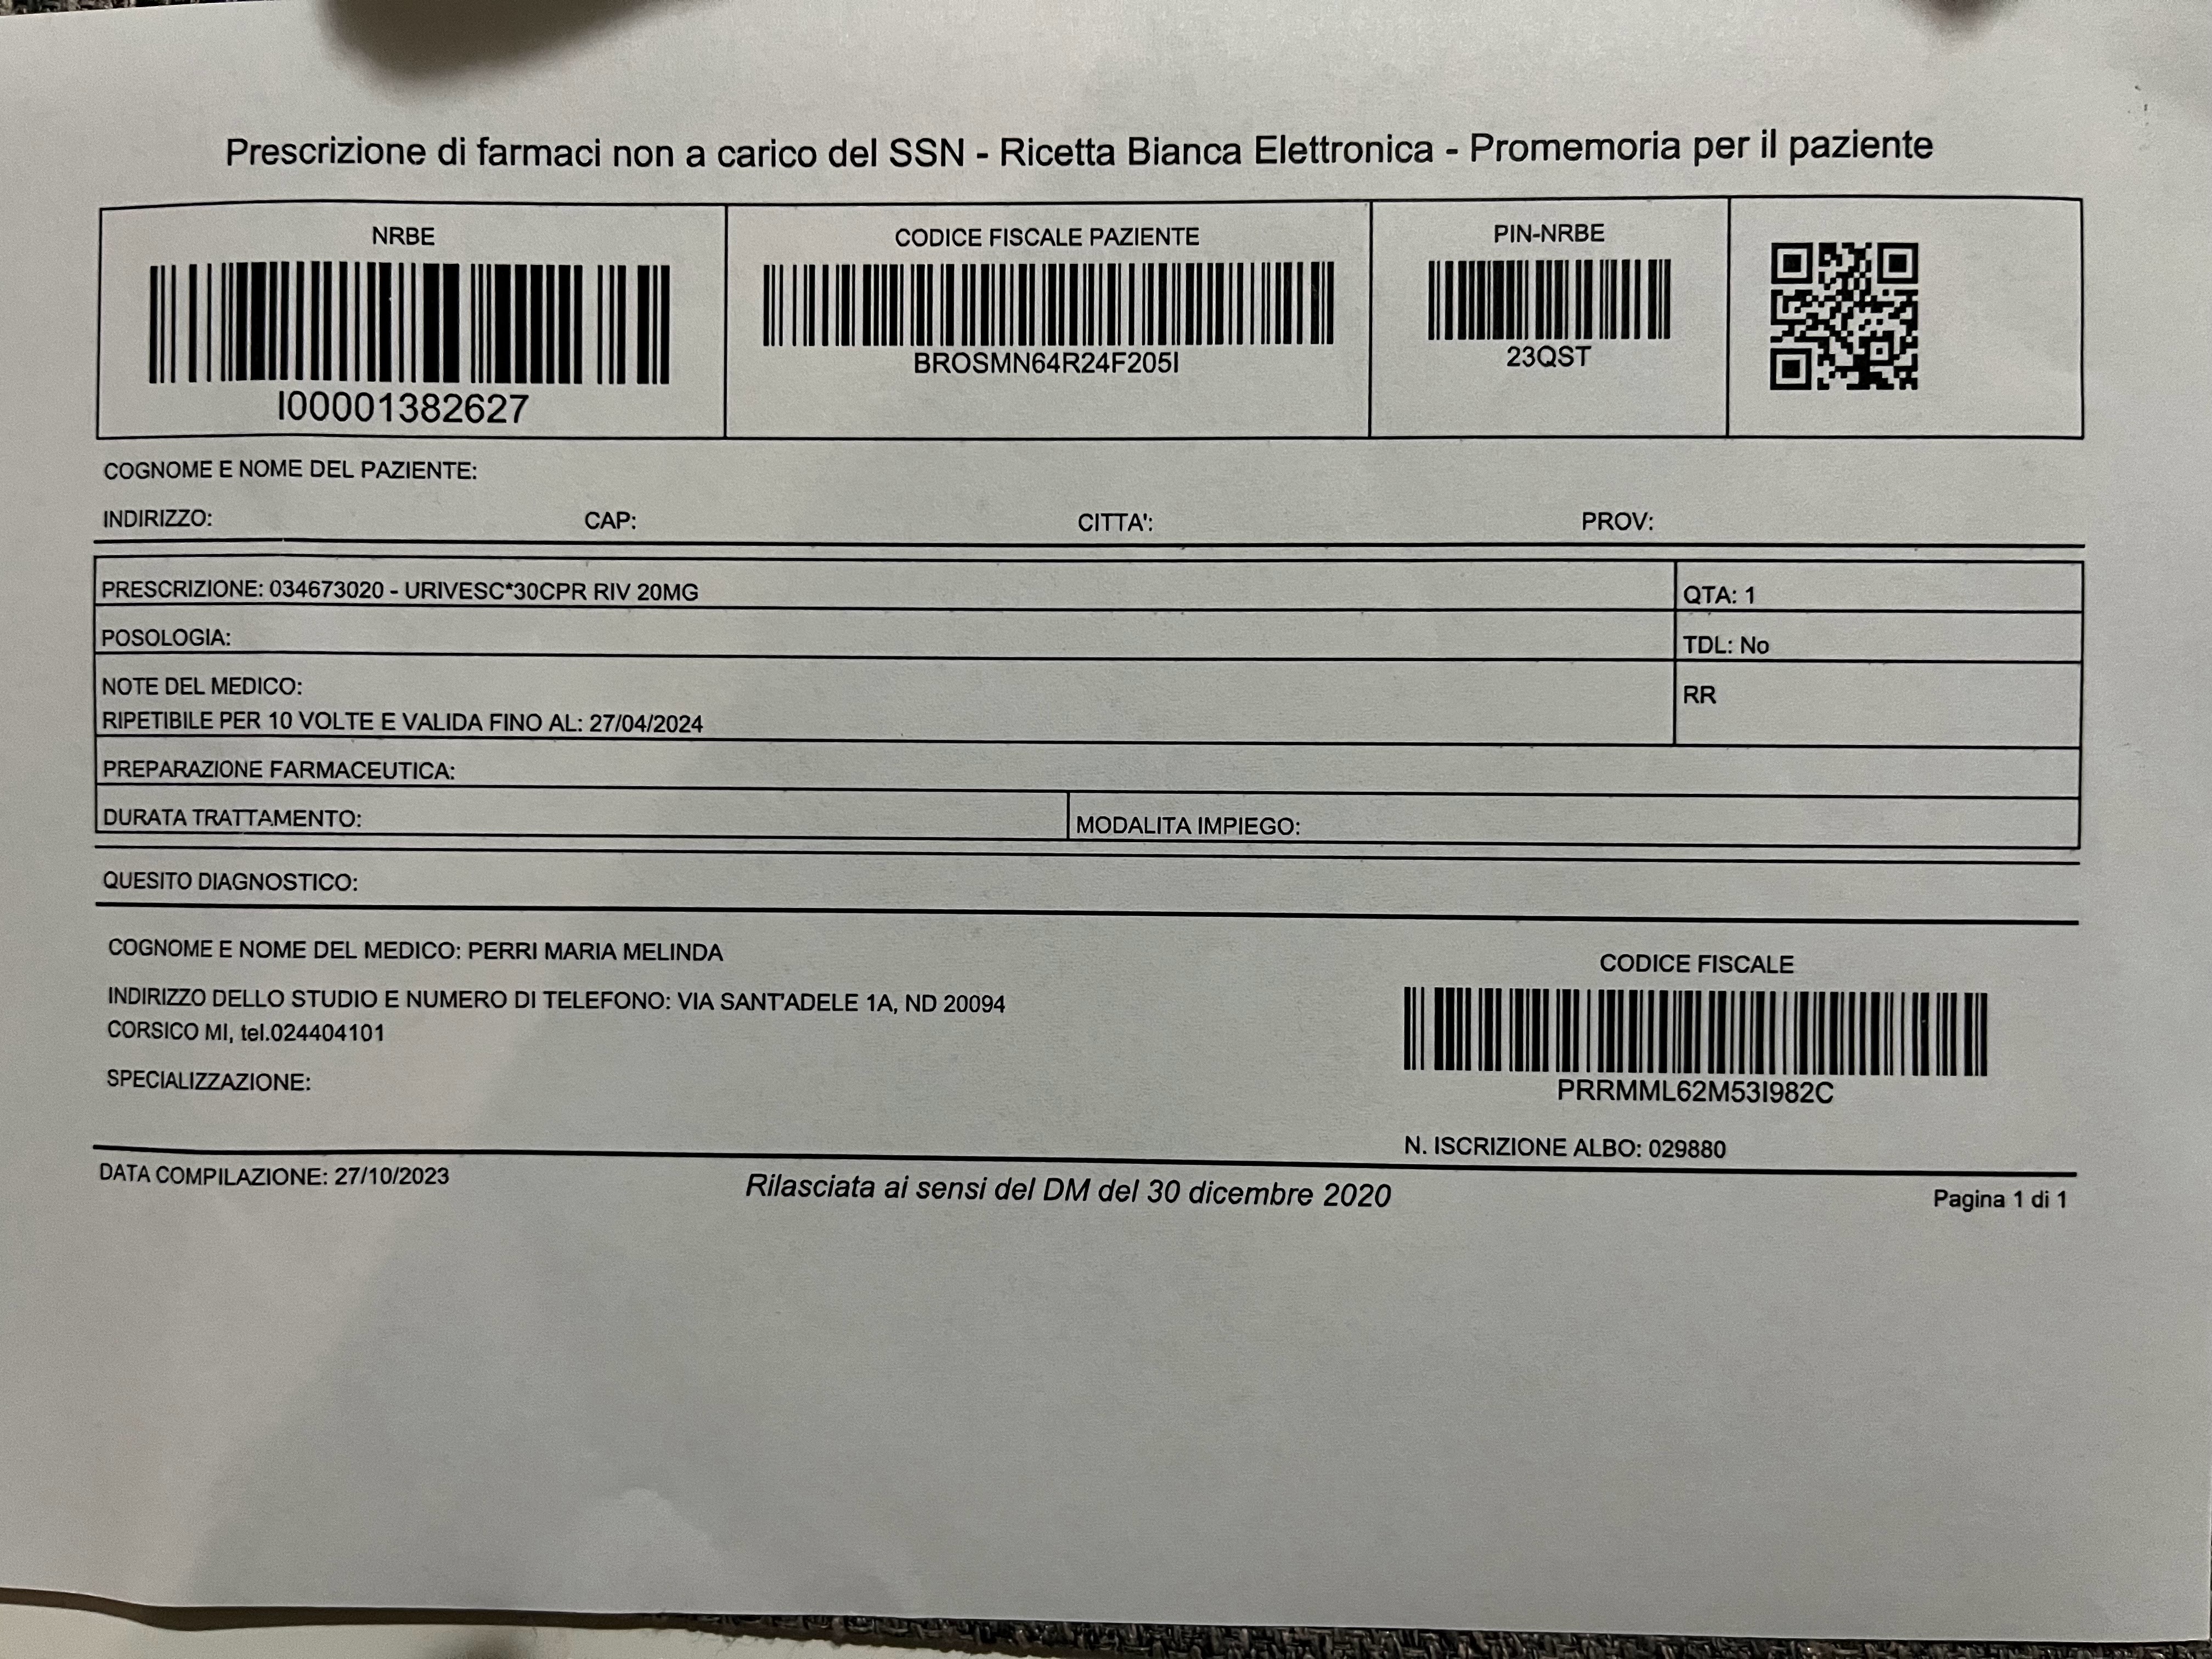 Prescrizione di farmaci non a carico del SSN - Ricetta Bianca Elettronica - Promemoria per il paziente
NRBE
I00001382627
CODICE FISCALE PAZIENTE
BROSMN64R24F205I
PIN-NRBE
23QST
COGNOME E NOME DEL PAZIENTE:
INDIRIZZO: CAP: CITTA': PROV:
PRESCRIZIONE: 034673020 - URIVESC*30CPR RIV 20MG
QTA: 1
POSOLOGIA:
TDL: No
NOTE DEL MEDICO:
RIPETIBILE PER 10 VOLTE E VALIDA FINO AL: 27/04/2024
RR
PREPARAZIONE FARMACEUTICA:
DURATA TRATTAMENTO:
MODALITA IMPIEGO:
QUESITO DIAGNOSTICO:
COGNOME E NOME DEL MEDICO: PERRI MARIA MELINDA
INDIRIZZO DELLO STUDIO E NUMERO DI TELEFONO: VIA SANT'ADELE 1A, ND 20094
CORSICO MI, tel.024404101
SPECIALIZZAZIONE:
CODICE FISCALE
PRRMML62M53I982C
N. ISCRIZIONE ALBO: 029880
DATA COMPILAZIONE: 27/10/2023
Rilasciata ai sensi del DM del 30 dicembre 2020
Pagina 1 di 1